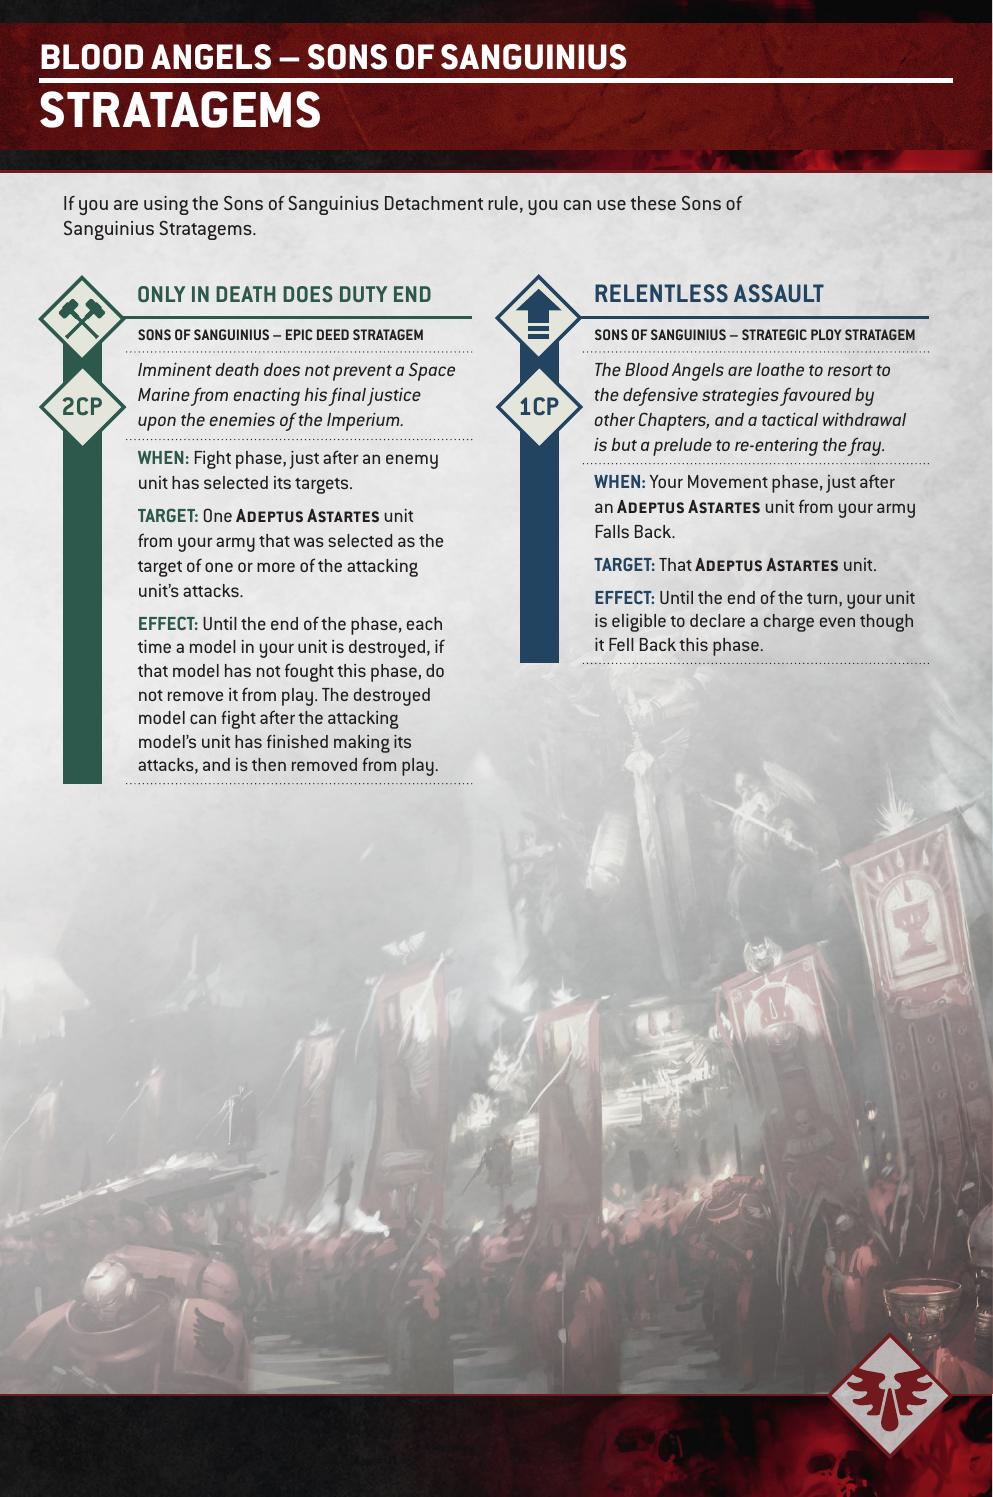 BLOOD ANGELS – SONS OF SANGUINIUS
STRATAGEMS
If you are using the Sons of Sanguinius Detachment rule, you can use these Sons of
Sanguinius Stratagems.
ONLY IN DEATH DOES DUTY END
SONS OF SANGUINIUS – EPIC DEED STRATAGEM
2CP
Imminent death does not prevent a Space
Marine from enacting his final justice
upon the enemies of the Imperium.
WHEN: Fight phase, just after an enemy
unit has selected its targets.
TARGET: One ADEPTUS ASTARTES unit
from your army that was selected as the
target of one or more of the attacking
unit's attacks.
EFFECT: Until the end of the phase, each
time a model in your unit is destroyed, if
that model has not fought this phase, do
not remove it from play. The destroyed
model can fight after the attacking
model's unit has finished making its
attacks, and is then removed from play.
RELENTLESS ASSAULT
SONS OF SANGUINIUS – STRATEGIC PLOY STRATAGEM
1CP
The Blood Angels are loathe to resort to
the defensive strategies favoured by
other Chapters, and a tactical withdrawal
is but a prelude to re-entering the fray.
WHEN: Your Movement phase, just after
an ADEPTUS ASTARTES unit from your army
Falls Back.
TARGET: That ADEPTUS ASTARTES unit.
EFFECT: Until the end of the turn, your unit
is eligible to declare a charge even though
it Fell Back this phase.